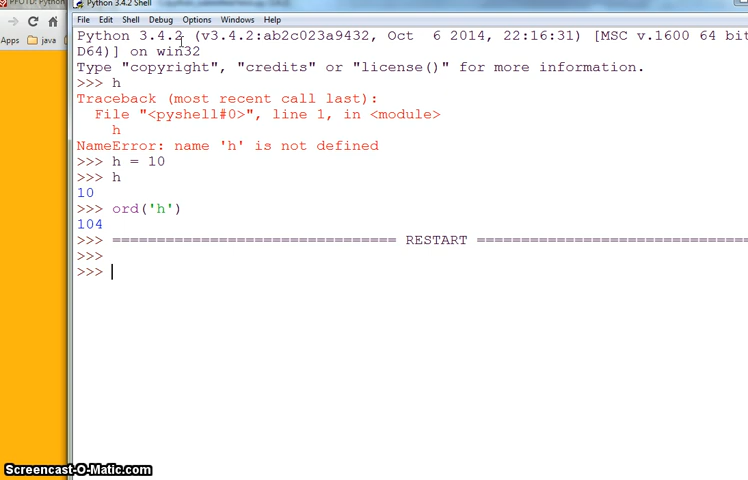 PFOTD: Python
Python 3.4.2 Shell
File Edit Shell Debug Options Windows Help
Apps java
Python 3.4.2 (v3.4.2:ab2c023a9432, Oct  6 2014, 22:16:31) [MSC v.1600 64 bit
D64)] on win32
Type "copyright", "credits" or "license()" for more information.
>>> h
Traceback (most recent call last):
  File "<pyshell#0>", line 1, in <module>
    h
NameError: name 'h' is not defined
>>> h = 10
>>> h
10
>>> ord('h')
104
>>> ================================ RESTART ================================
>>>
>>>
Screencast-O-Matic.com